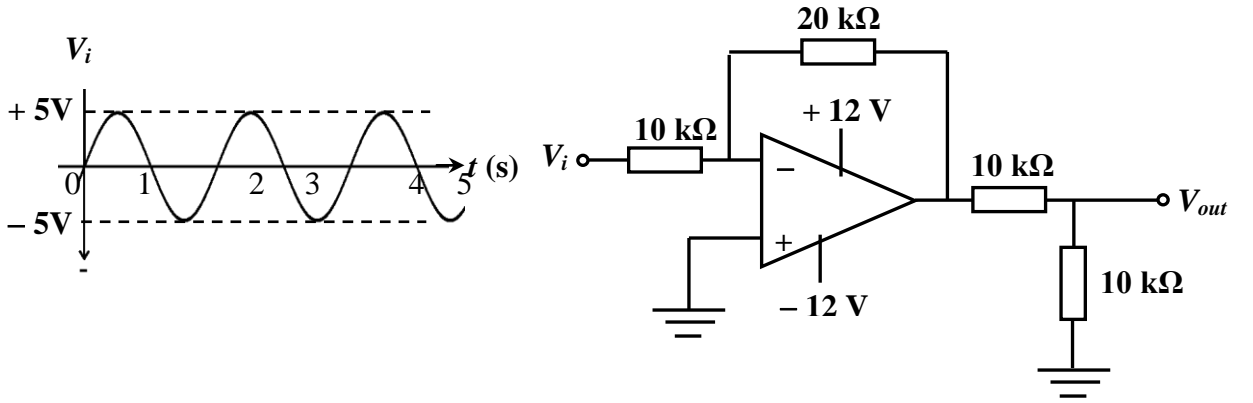 Vi
+ 5V
0 1 2 3 4 5 t (s)
– 5V
-
20 kΩ
+ 12 V
10 kΩ
Vi
–
+
– 12 V
10 kΩ
Vout
10 kΩ